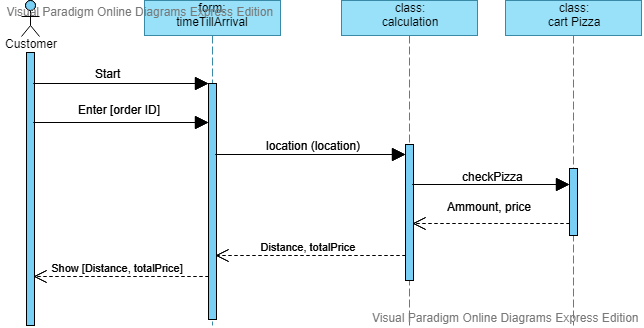 Visual Paradigm Online Diagrams Express Edition
form:
timeTillArrival
class:
calculation
class:
cart Pizza
Customer
Start
Enter [order ID]
location (location)
checkPizza
Ammount, price
Distance, totalPrice
Show [Distance, totalPrice]
Visual Paradigm Online Diagrams Express Edition